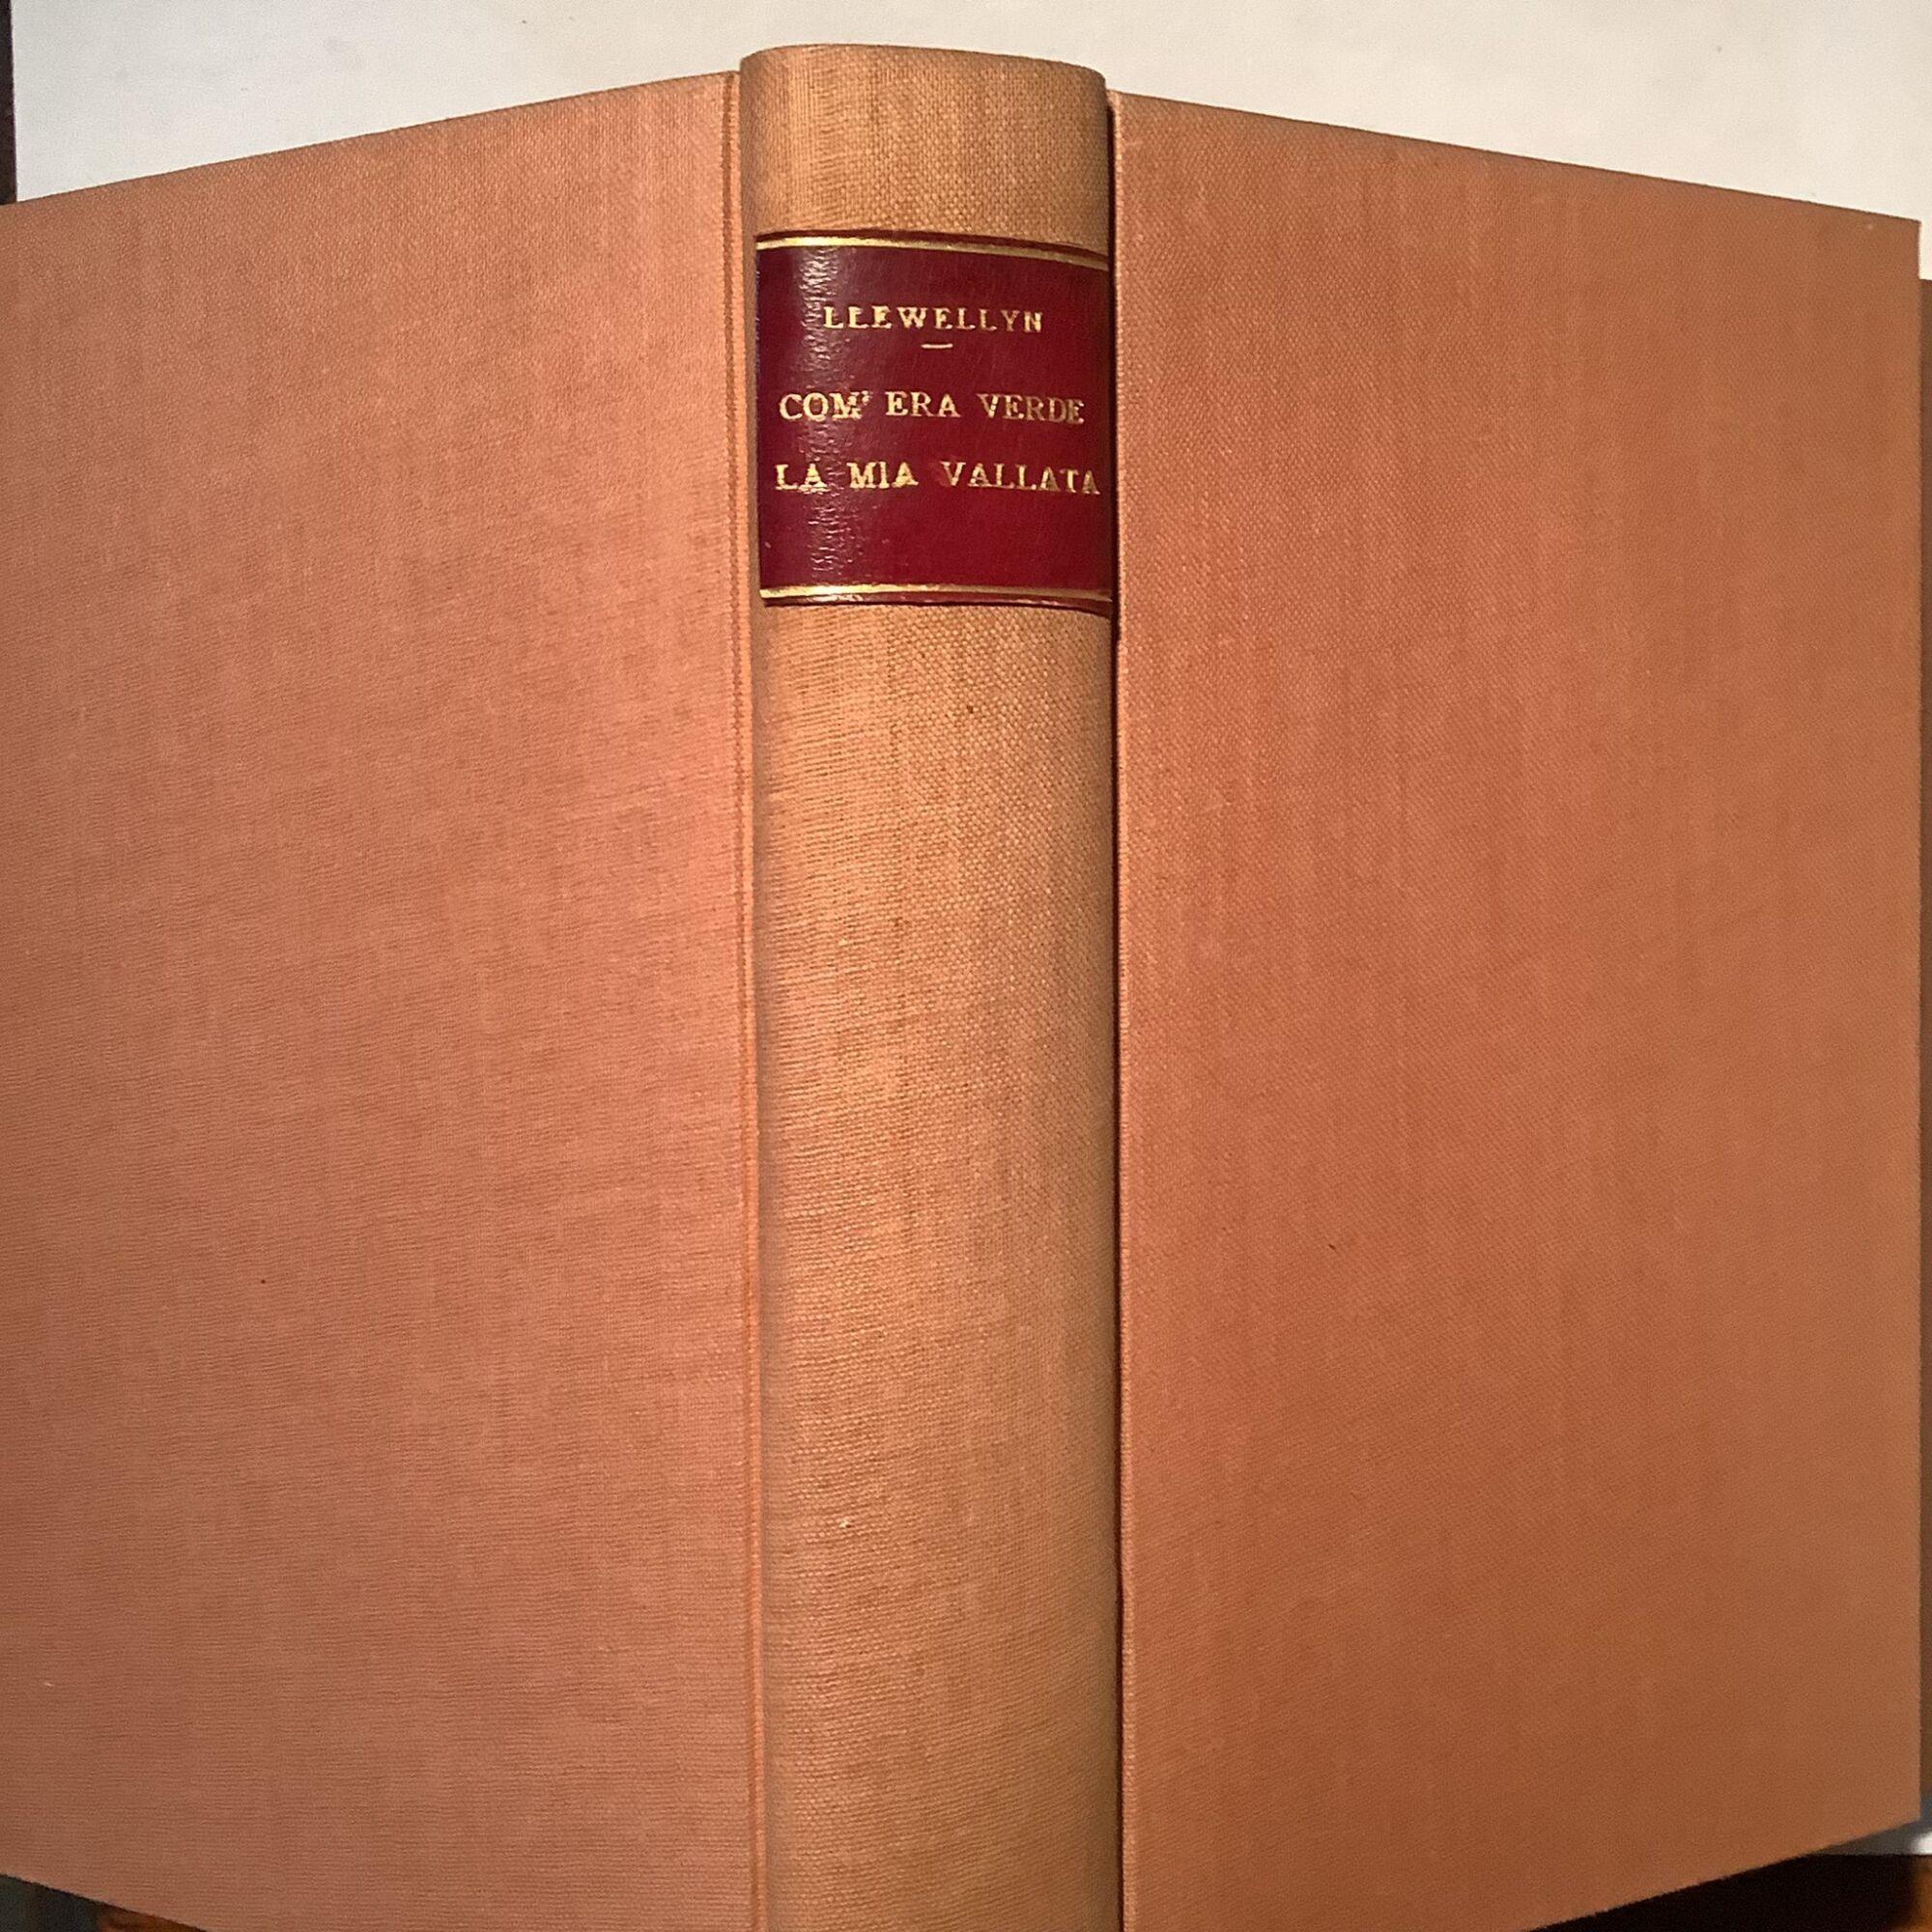 LLEWELLYN
COM' ERA VERDE
LA MIA VALLATA